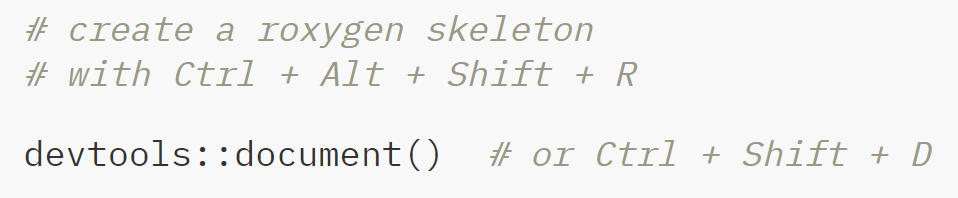 # create a roxygen skeleton
# with Ctrl + Alt + Shift + R
devtools::document()  # or Ctrl + Shift + D